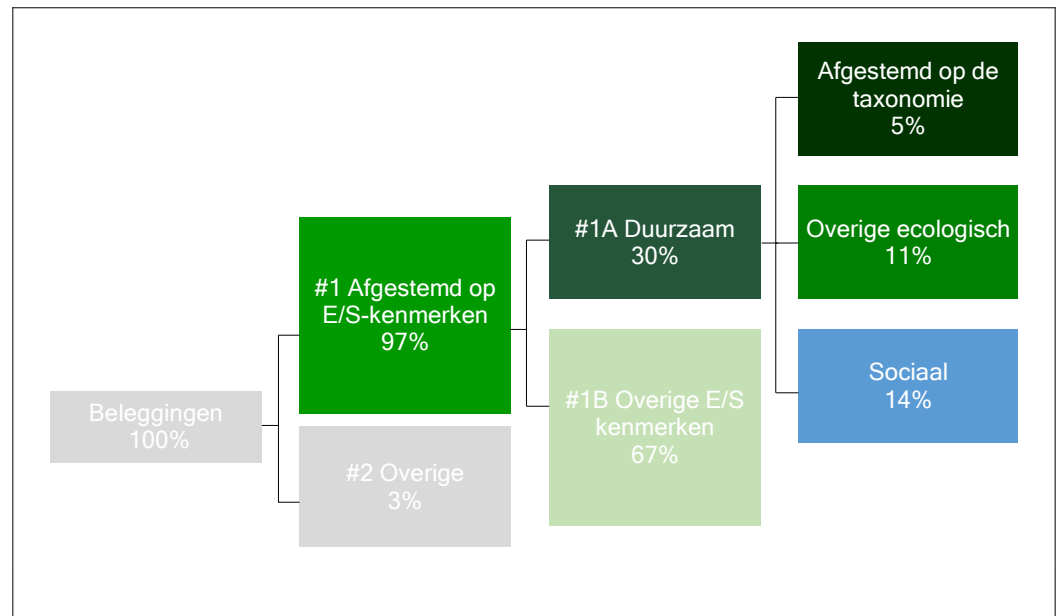 Beleggingen
100%
#1 Afgestemd op
E/S-kenmerken
97%
#2 Overige
3%
#1A Duurzaam
30%
#1B Overige E/S
kenmerken
67%
Afgestemd op de
taxonomie
5%
Overige ecologisch
11%
Sociaal
14%